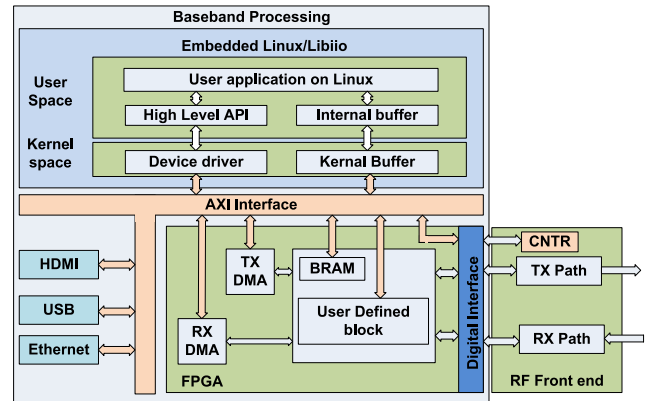 Baseband Processing
Embedded Linux/Libiio
User
Space
User application on Linux
High Level API
Internal buffer
Kernel
space
Device driver
Kernal Buffer
AXI Interface
HDMI
USB
Ethernet
TX
DMA
BRAM
User Defined
block
RX
DMA
FPGA
Digital Interface
CNTR
TX Path
RX Path
RF Front end